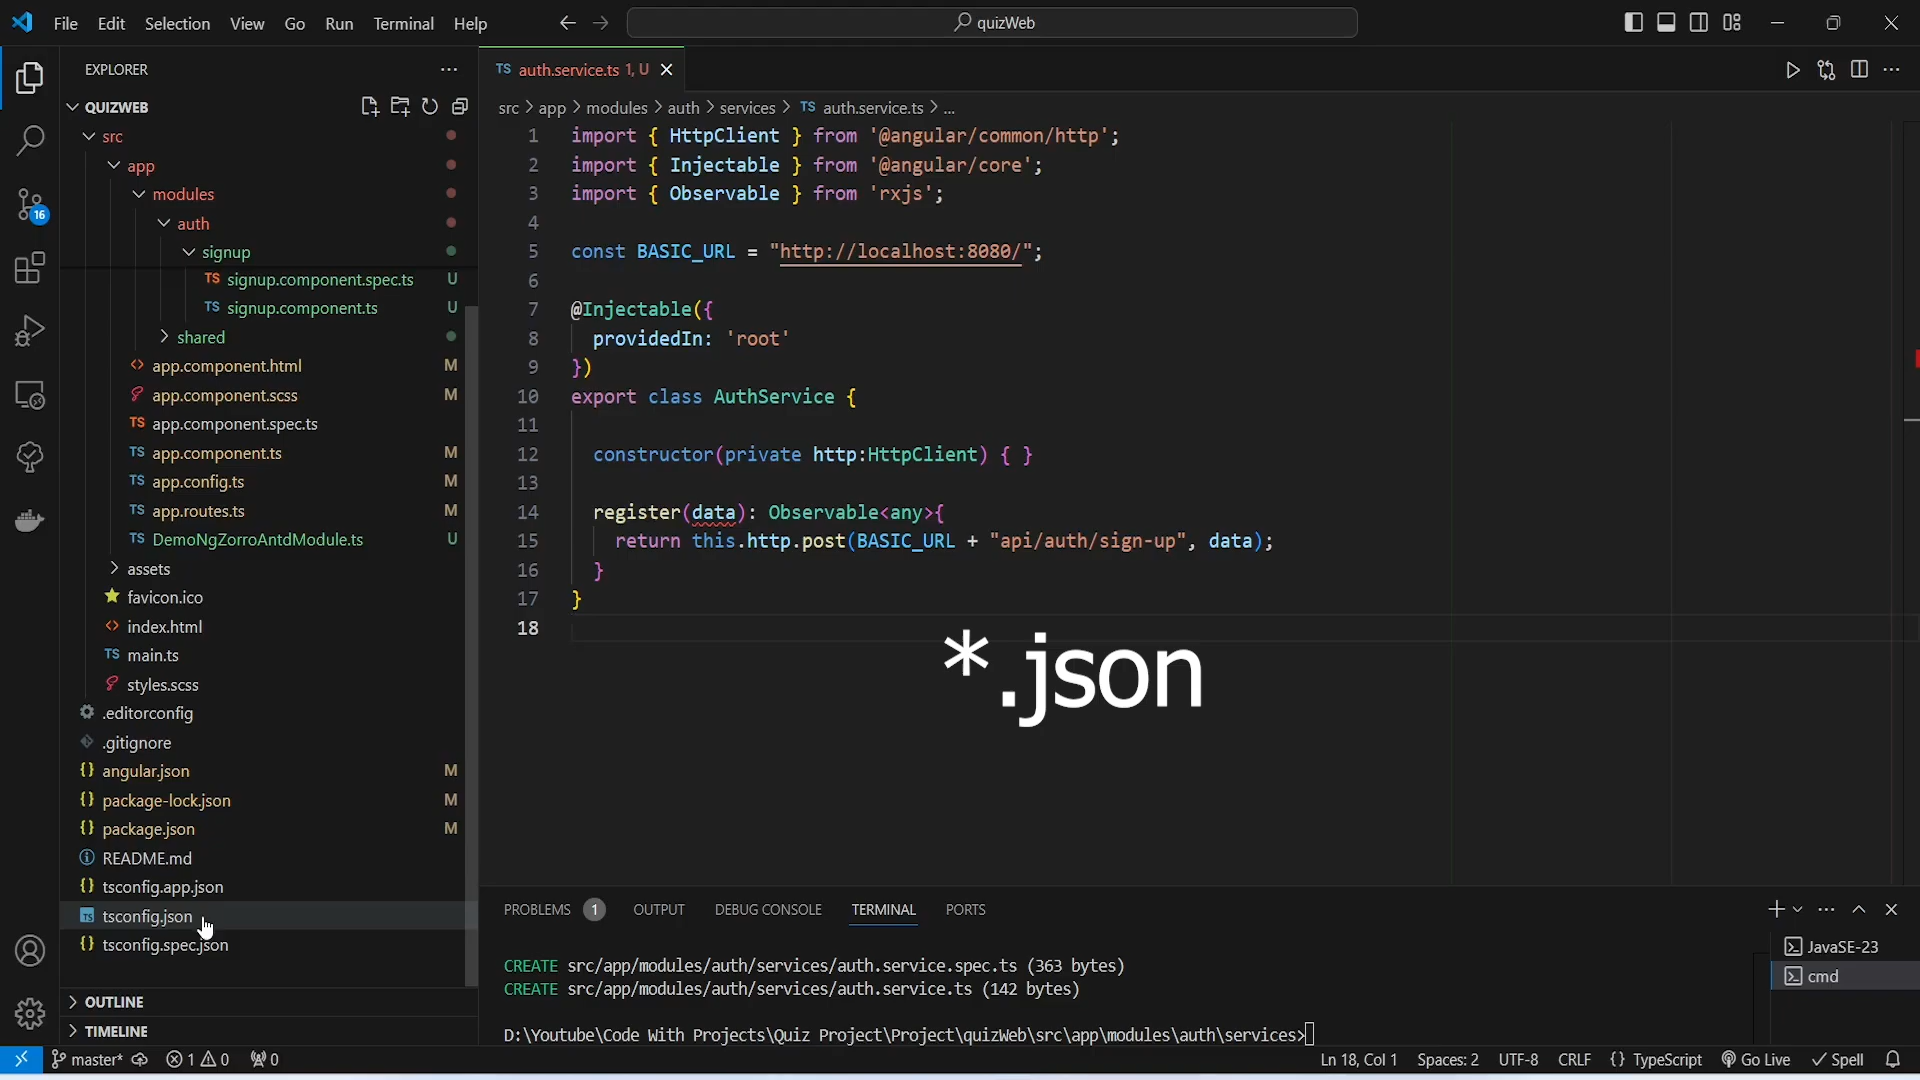 File Edit Selection View Go Run Terminal Help
quizWeb
EXPLORER
QUIZWEB
src
app
modules
auth
signup
TS signup.component.spec.ts U
TS signup.component.ts U
shared
<> app.component.html M
app.component.scss M
TS app.component.spec.ts
TS app.component.ts M
TS app.config.ts M
TS app.routes.ts M
TS DemoNgZorroAntdModule.ts U
assets
favicon.ico
<> index.html
TS main.ts
styles.scss
.editorconfig
.gitignore
{} angular.json M
{} package-lock.json M
{} package.json M
README.md
{} tsconfig.app.json
TS tsconfig.json
{} tsconfig.spec.json
OUTLINE
TIMELINE
16
TS auth.service.ts 1, U
src > app > modules > auth > services > TS auth.service.ts > ...
1 import { HttpClient } from '@angular/common/http';
2 import { Injectable } from '@angular/core';
3 import { Observable } from 'rxjs';
4
5 const BASIC_URL = "http://localhost:8080/";
6
7 @Injectable({
8 providedIn: 'root'
9 })
10 export class AuthService {
11
12 constructor(private http:HttpClient) { }
13
14 register(data): Observable<any>{
15 return this.http.post(BASIC_URL + "api/auth/sign-up", data);
16 }
17 }
18
*.json
PROBLEMS 1 OUTPUT DEBUG CONSOLE TERMINAL PORTS
CREATE src/app/modules/auth/services/auth.service.spec.ts (363 bytes)
CREATE src/app/modules/auth/services/auth.service.ts (142 bytes)
D:\Youtube\Code With Projects\Quiz Project\Project\quizWeb\src\app\modules\auth\services>
JavaSE-23
cmd
master* 1 0 0 Ln 18, Col 1 Spaces: 2 UTF-8 CRLF {} TypeScript Go Live Spell